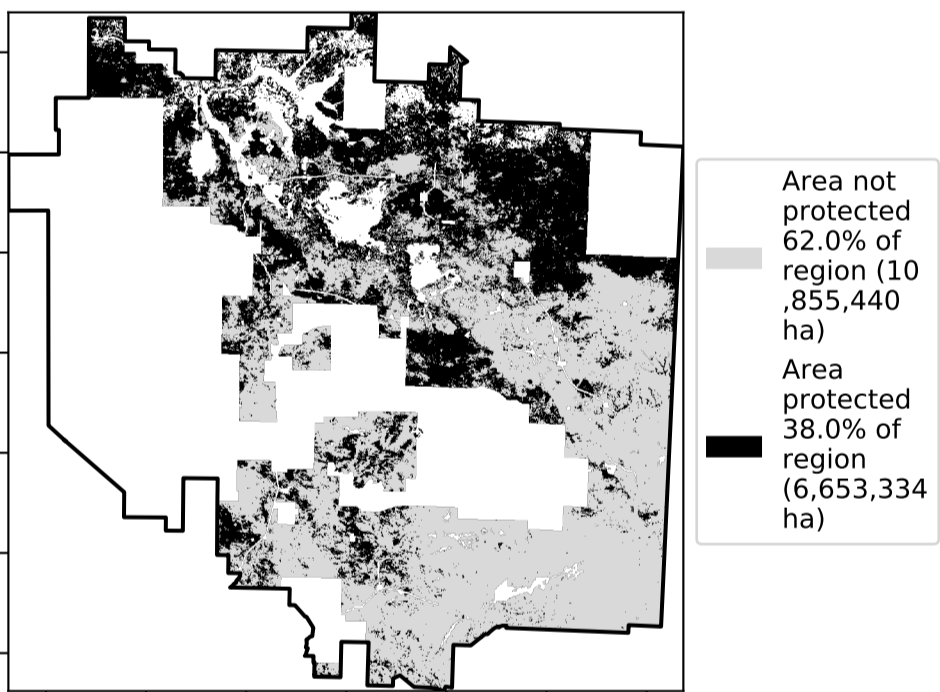 Area not
protected
62.0% of
region (10
,855,440
ha)
Area
protected
38.0% of
region
(6,653,334
ha)